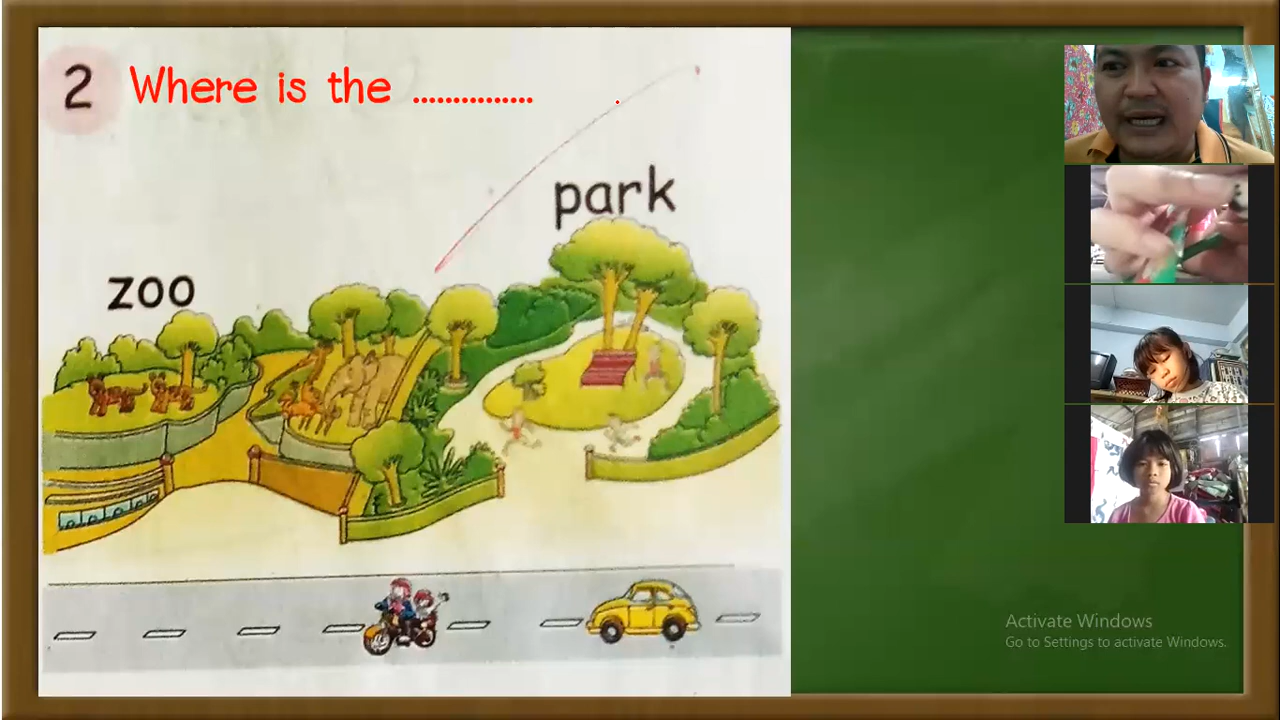 2 Where is the ...............
park
zoo
Activate Windows
Go to Settings to activate Windows.